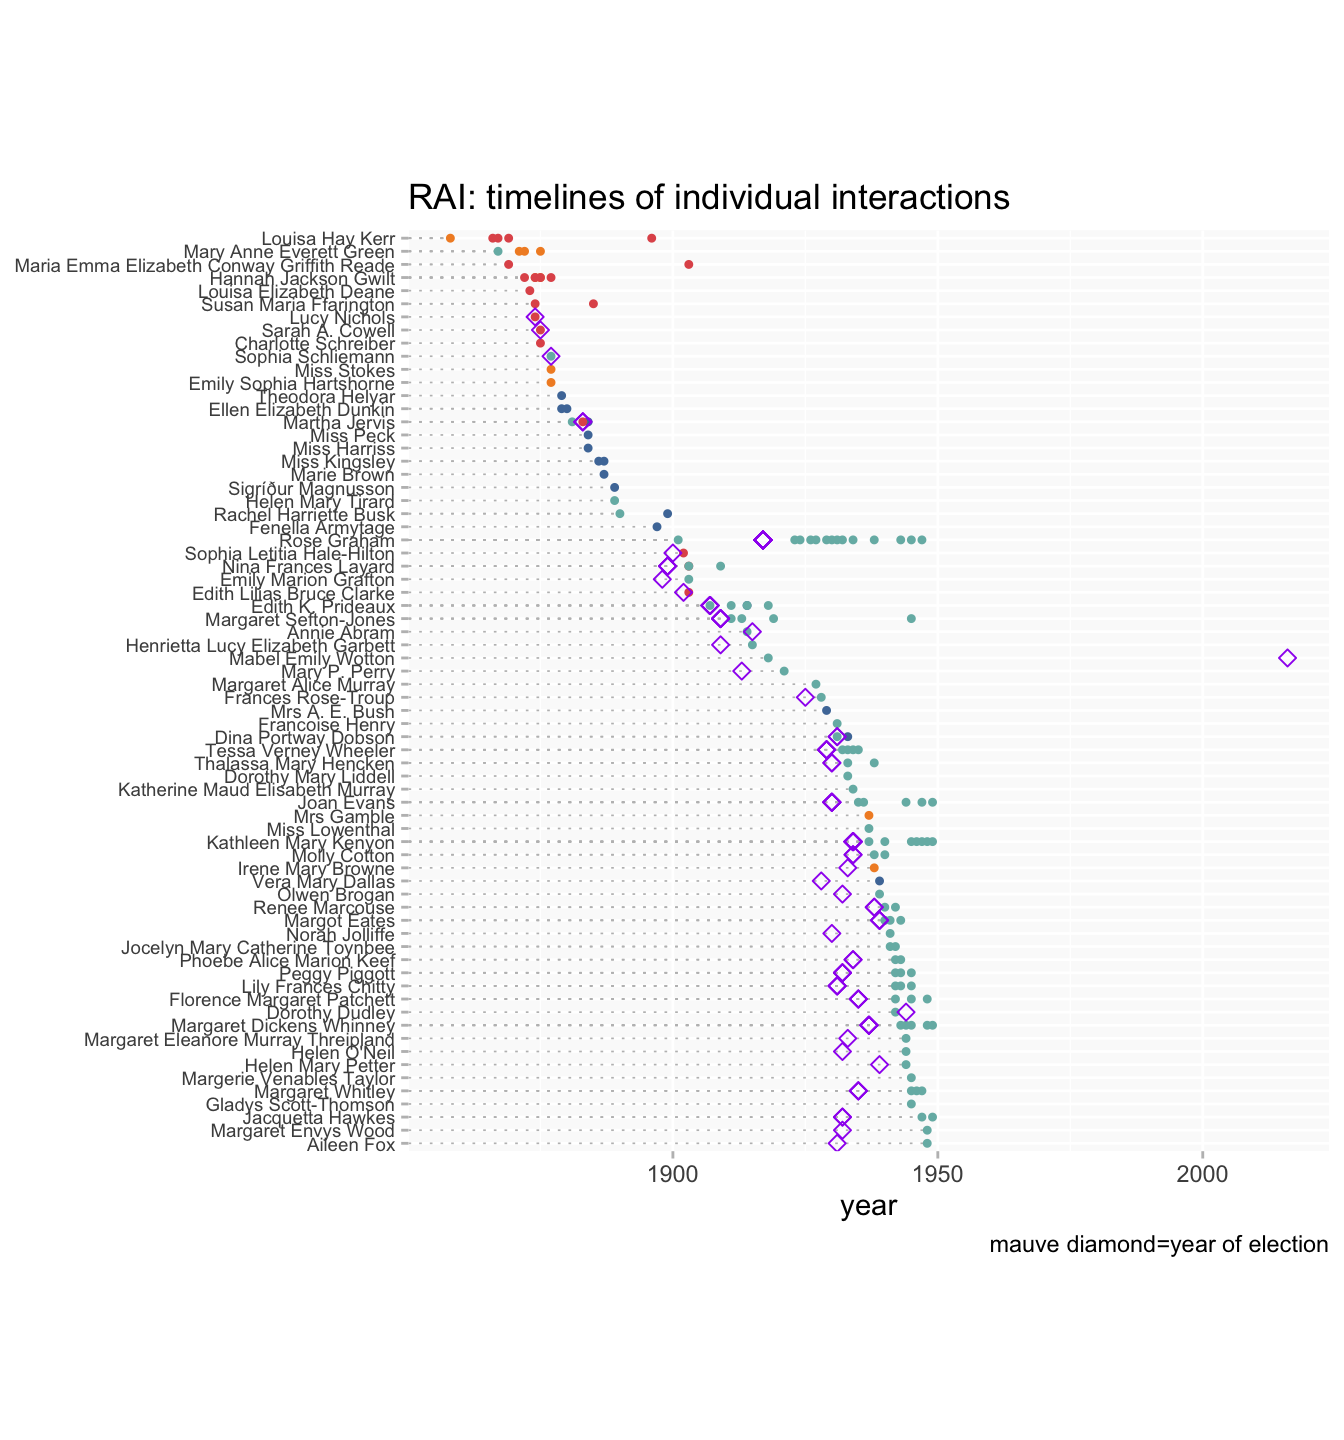 RAI: timelines of individual interactions
Louisa Hay Kerr
Mary Anne Everett Green
Maria Emma Elizabeth Conway Griffith Reade
Hannah Jackson Gwilt
Louisa Elizabeth Deane
Susan Maria Ffarington
Lucy Nichols
Sarah A. Cowell
Charlotte Schreiber
Sophia Schliemann
Miss Stokes
Emily Sophia Hartshorne
Theodora Helyar
Ellen Elizabeth Dunkin
Martha Jervis
Miss Peck
Miss Harriss
Miss Kingsley
Marie Brown
Sigríður Magnusson
Helen Mary Tirard
Rachel Harriette Busk
Fenella Armytage
Rose Graham
Sophia Letitia Hale-Hilton
Nina Frances Layard
Emily Marion Grafton
Edith Lilias Bruce Clarke
Edith K. Prideaux
Margaret Sefton-Jones
Annie Abram
Henrietta Lucy Elizabeth Garbett
Mabel Emily Wotton
Mary P. Perry
Margaret Alice Murray
Frances Rose-Troup
Mrs A. E. Bush
Francoise Henry
Dina Portway Dobson
Tessa Verney Wheeler
Thalassa Mary Hencken
Dorothy Mary Liddell
Katherine Maud Elisabeth Murray
Joan Evans
Mrs Gamble
Miss Lowenthal
Kathleen Mary Kenyon
Molly Cotton
Irene Mary Browne
Vera Mary Dallas
Olwen Brogan
Renee Marcouse
Margot Eates
Norah Jolliffe
Jocelyn Mary Catherine Toynbee
Phoebe Alice Marion Keef
Peggy Piggott
Lily Frances Chitty
Florence Margaret Patchett
Dorothy Dudley
Margaret Dickens Whinney
Margaret Eleanore Murray Threipland
Helen O'Neil
Helen Mary Petter
Margerie Venables Taylor
Margaret Whitley
Gladys Scott-Thomson
Jacquetta Hawkes
Margaret Envys Wood
Aileen Fox
1900 1950 2000
year
mauve diamond=year of election